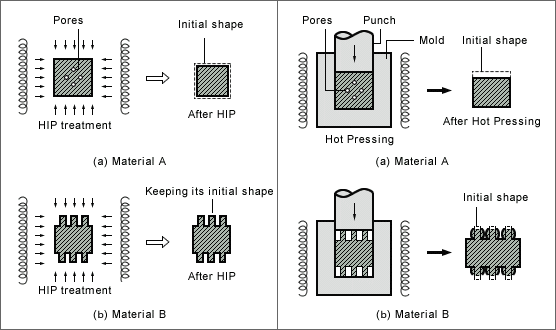 Pores
Initial shape
HIP treatment
After HIP
(a) Material A
Keeping its initial shape
HIP treatment
After HIP
(b) Material B
Pores
Punch
Mold
Initial shape
Hot Pressing
After Hot Pressing
(a) Material A
Initial shape
(b) Material B